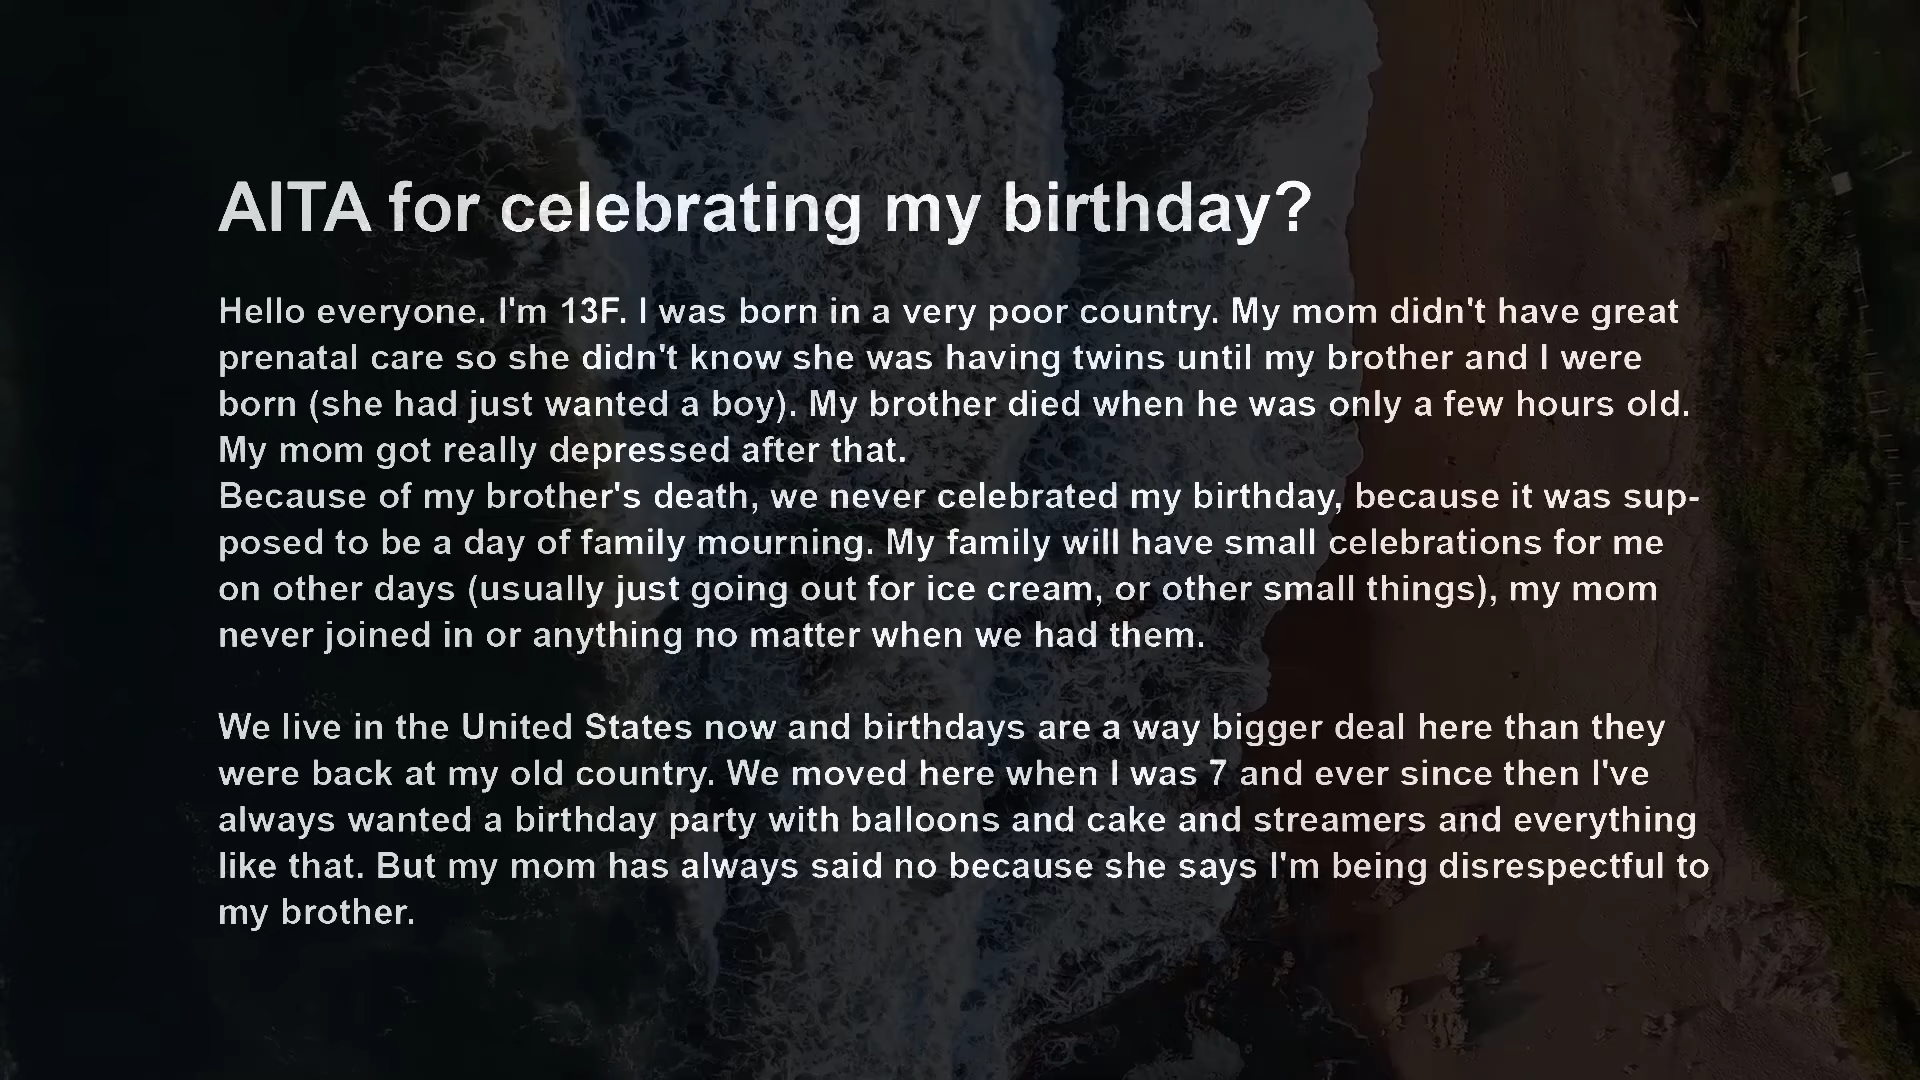 AITA for celebrating my birthday?
Hello everyone. I'm 13F. I was born in a very poor country. My mom didn't have great
prenatal care so she didn't know she was having twins until my brother and I were
born (she had just wanted a boy). My brother died when he was only a few hours old.
My mom got really depressed after that.
Because of my brother's death, we never celebrated my birthday, because it was sup-
posed to be a day of family mourning. My family will have small celebrations for me
on other days (usually just going out for ice cream, or other small things), my mom
never joined in or anything no matter when we had them.
We live in the United States now and birthdays are a way bigger deal here than they
were back at my old country. We moved here when I was 7 and ever since then I've
always wanted a birthday party with balloons and cake and streamers and everything
like that. But my mom has always said no because she says I'm being disrespectful to
my brother.